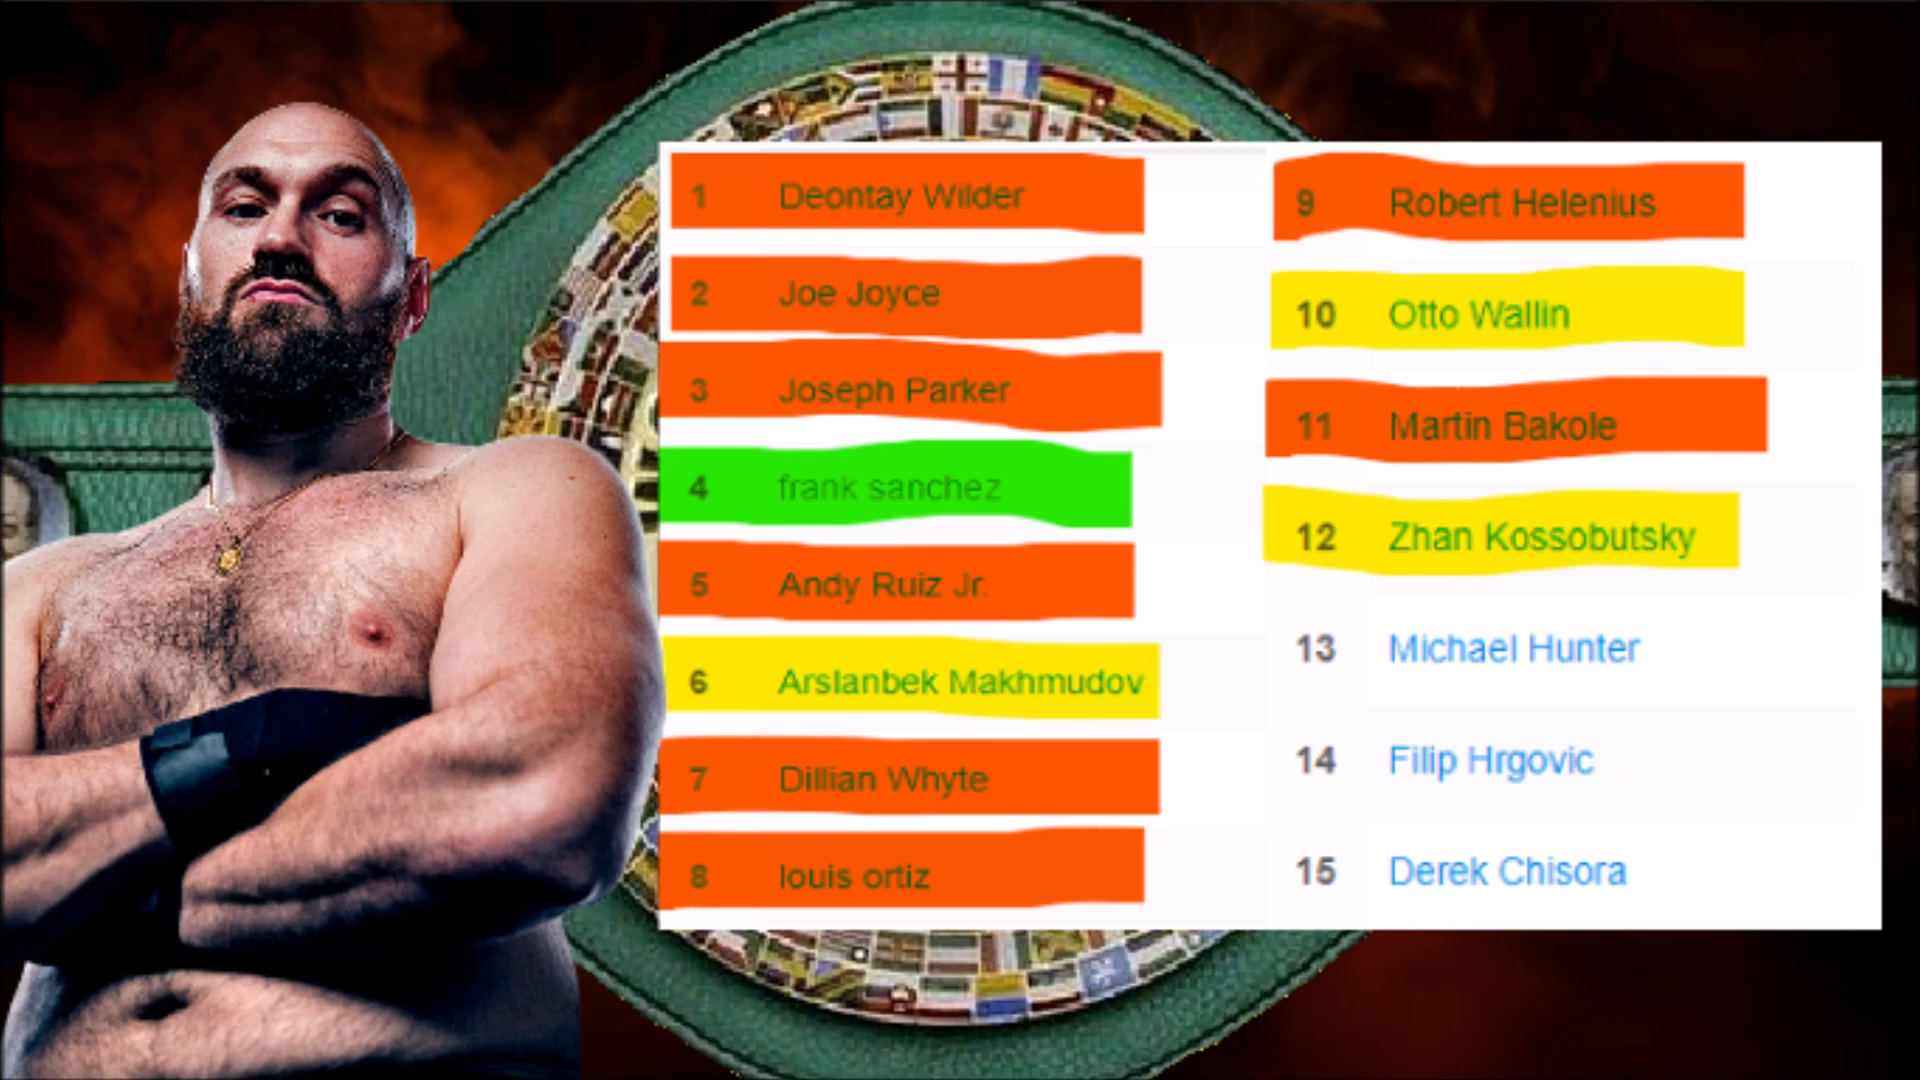 1 Deontay Wilder
2 Joe Joyce
3 Joseph Parker
4 frank sanchez
5 Andy Ruiz Jr.
6 Arslanbek Makhmudov
7 Dillian Whyte
8 louis ortiz
9 Robert Helenius
10 Otto Wallin
11 Martin Bakole
12 Zhan Kossobutsky
13 Michael Hunter
14 Filip Hrgovic
15 Derek Chisora